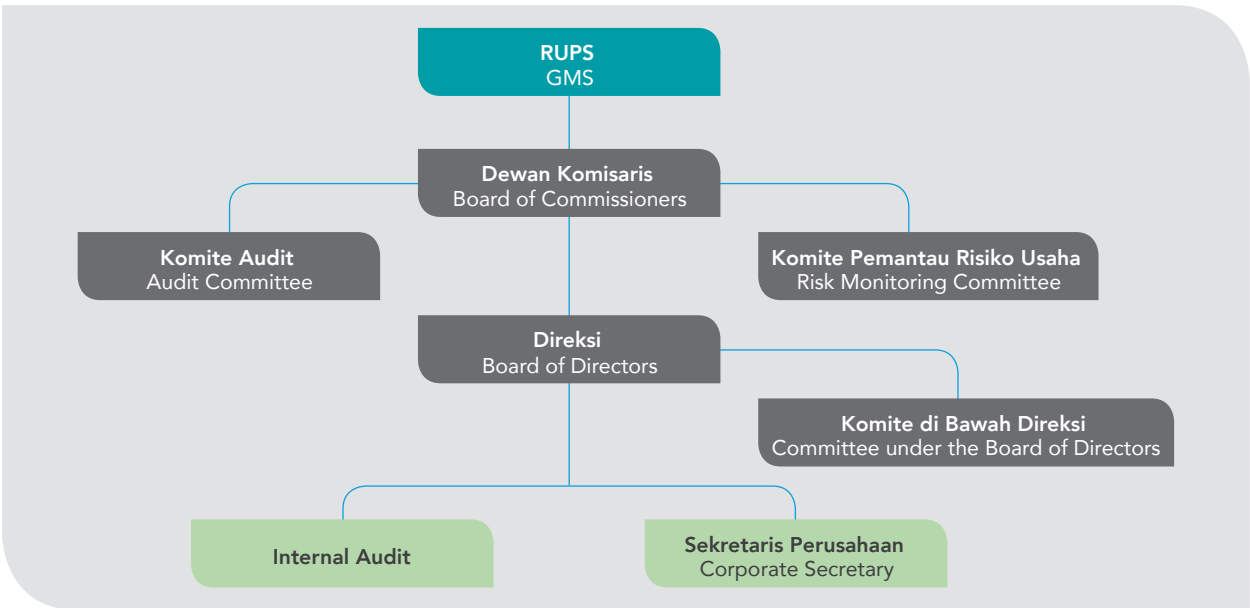 RUPS
GMS
Dewan Komisaris
Board of Commissioners
Komite Audit
Audit Committee
Komite Pemantau Risiko Usaha
Risk Monitoring Committee
Direksi
Board of Directors
Komite di Bawah Direksi
Committee under the Board of Directors
Internal Audit
Sekretaris Perusahaan
Corporate Secretary